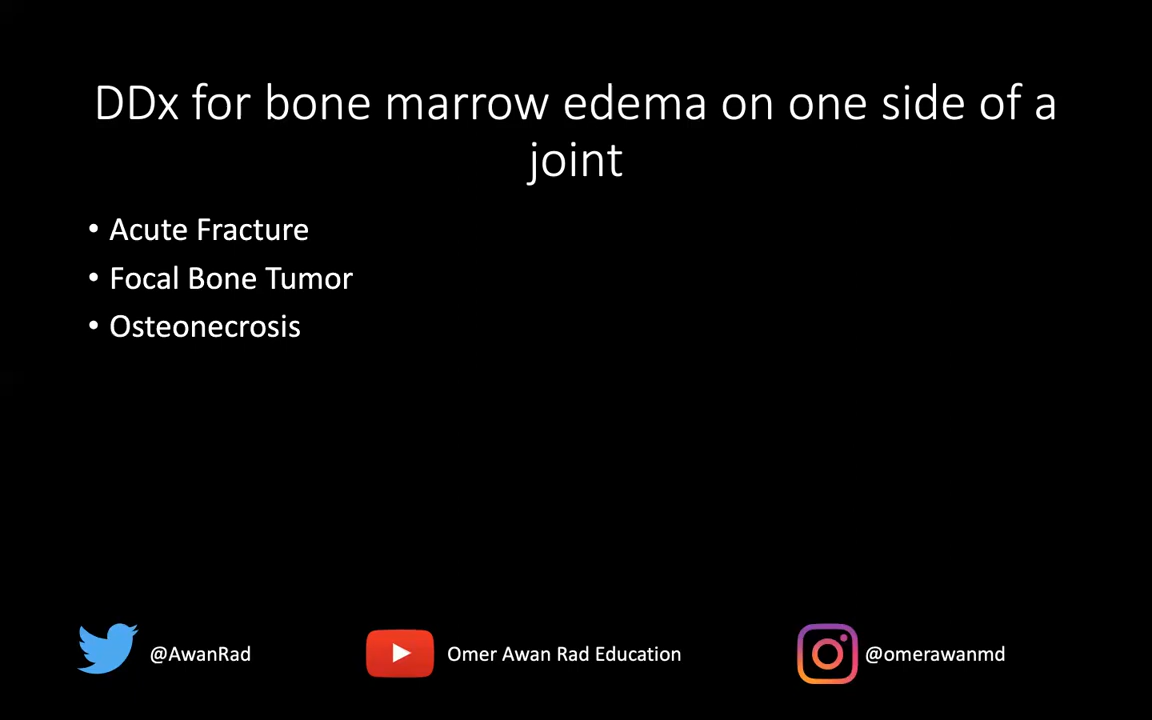 DDx for bone marrow edema on one side of a
joint
• Acute Fracture
• Focal Bone Tumor
• Osteonecrosis
@AwanRad
Omer Awan Rad Education
@omerawanmd